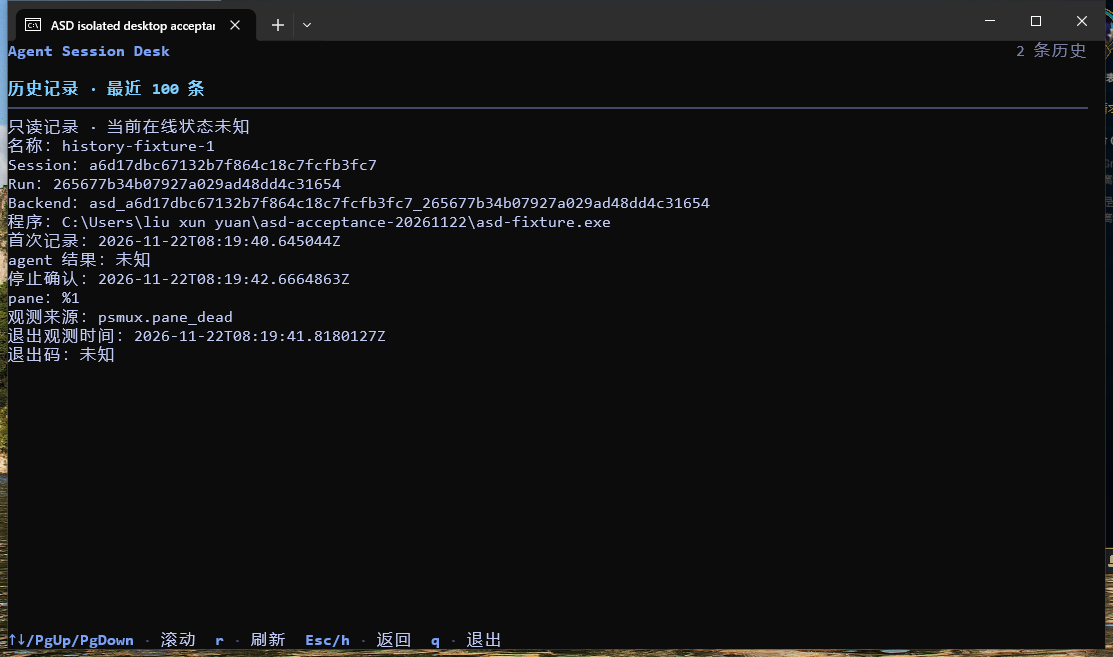 ASD isolated desktop acceptar
Agent Session Desk 2 条历史
历史记录 · 最近 100 条
只读记录 · 当前在线状态未知
名称: history-fixture-1
Session: a6d17dbc67132b7f864c18c7fcfb3fc7
Run: 265677b34b07927a029ad48dd4c31654
Backend: asd_a6d17dbc67132b7f864c18c7fcfb3fc7_265677b34b07927a029ad48dd4c31654
程序: C:\Users\liu xun yuan\asd-acceptance-20261122\asd-fixture.exe
首次记录: 2026-11-22T08:19:40.645044Z
agent 结果: 未知
停止确认: 2026-11-22T08:19:42.6664863Z
pane: %1
观测来源: psmux.pane_dead
退出观测时间: 2026-11-22T08:19:41.8180127Z
退出码: 未知
↑↓/PgUp/PgDown · 滚动 r · 刷新 Esc/h · 返回 q · 退出